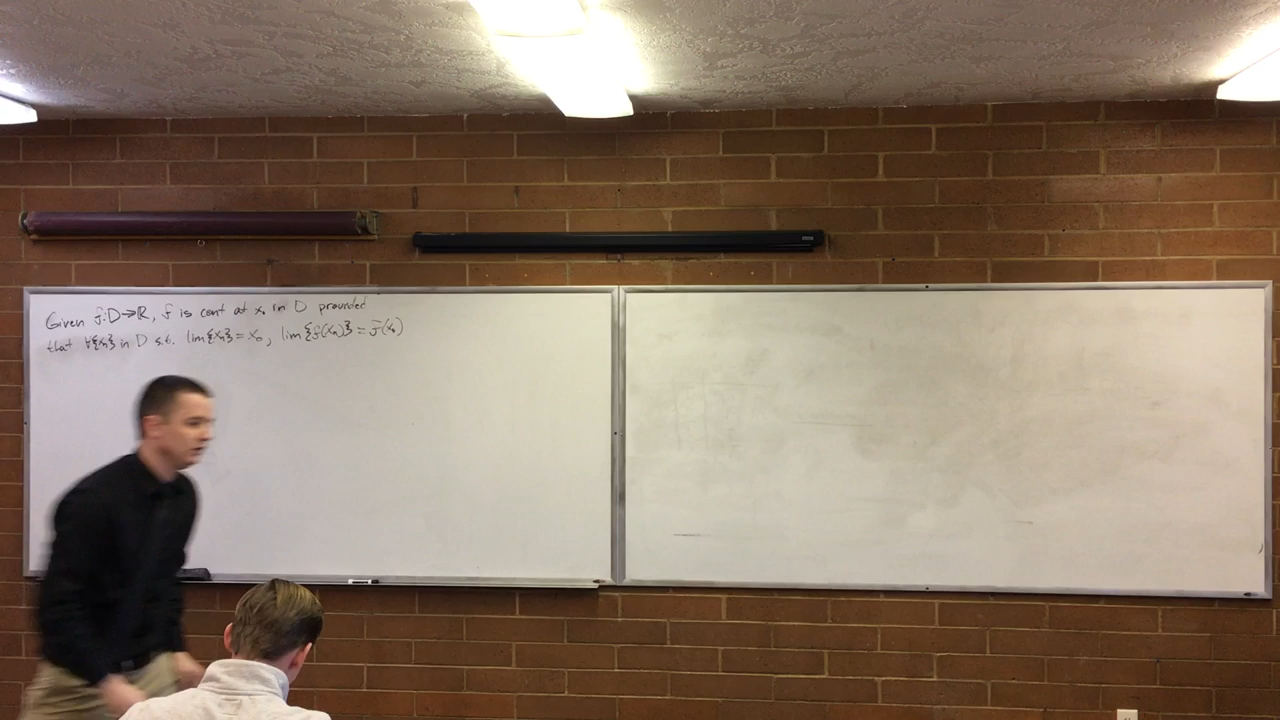 Given f:D→ℝ, f is cont at x₀ in D provided
that ∀{xₙ} in D s.t. lim{xₙ} = x₀, lim{f(xₙ)} = f(x₀)